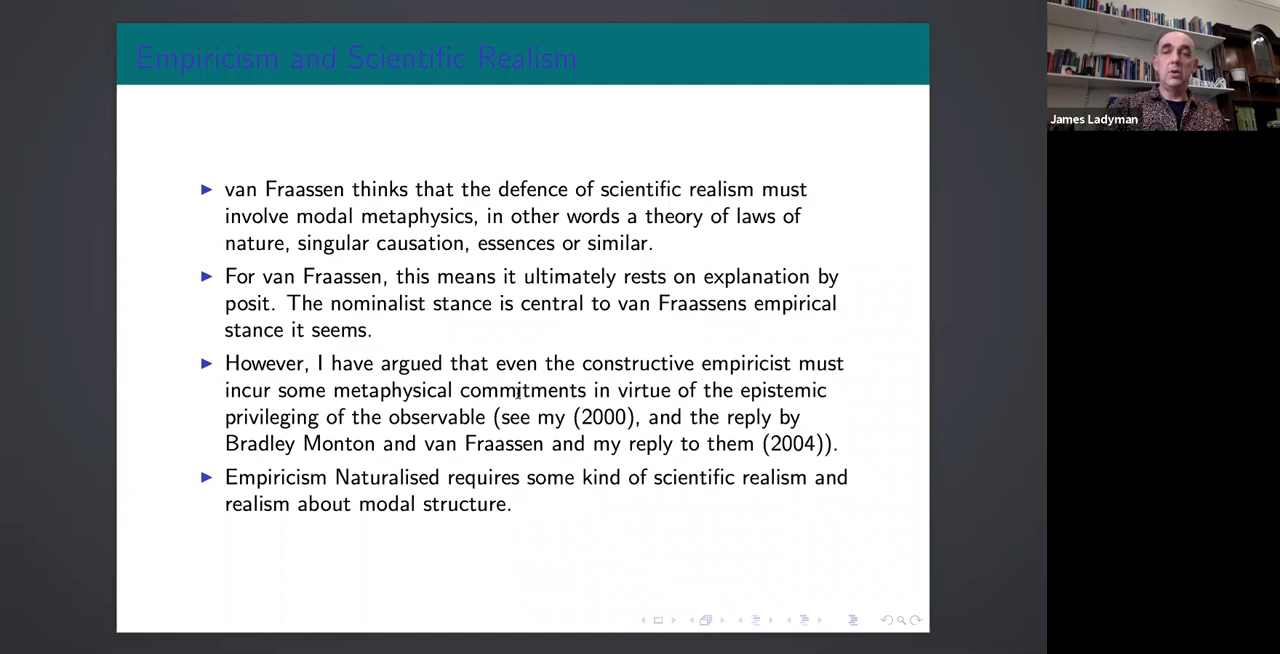 Empiricism and Scientific Realism
van Fraassen thinks that the defence of scientific realism must
involve modal metaphysics, in other words a theory of laws of
nature, singular causation, essences or similar.
For van Fraassen, this means it ultimately rests on explanation by
posit. The nominalist stance is central to van Fraassens empirical
stance it seems.
However, I have argued that even the constructive empiricist must
incur some metaphysical commitments in virtue of the epistemic
privileging of the observable (see my (2000), and the reply by
Bradley Monton and van Fraassen and my reply to them (2004)).
Empiricism Naturalised requires some kind of scientific realism and
realism about modal structure.
James Ladyman